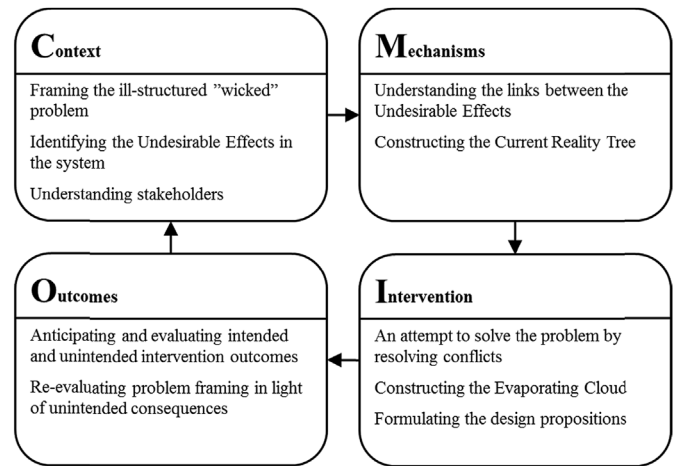 Context
Framing the ill-structured ”wicked”
problem
Identifying the Undesirable Effects in
the system
Understanding stakeholders
Mechanisms
Understanding the links between the
Undesirable Effects
Constructing the Current Reality Tree
Outcomes
Anticipating and evaluating intended
and unintended intervention outcomes
Re-evaluating problem framing in light
of unintended consequences
Intervention
An attempt to solve the problem by
resolving conflicts
Constructing the Evaporating Cloud
Formulating the design propositions